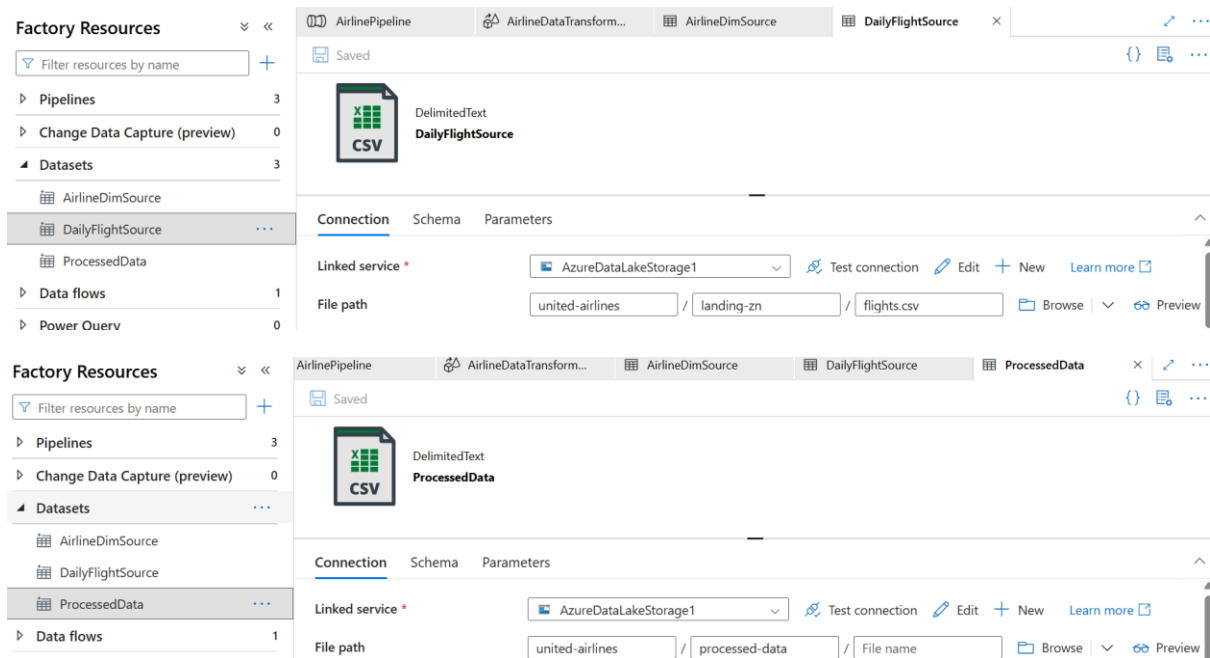 Factory Resources
AirlinePipeline AirlineDataTransform... AirlineDimSource DailyFlightSource
Filter resources by name
Saved
Pipelines 3
Change Data Capture (preview) 0
Datasets 3
AirlineDimSource
DailyFlightSource
ProcessedData
Data flows 1
Power Query 0
CSV
DelimitedText
DailyFlightSource
Connection Schema Parameters
Linked service * AzureDataLakeStorage1 Test connection Edit New Learn more
File path united-airlines / landing-zn / flights.csv Browse Preview
Factory Resources
AirlinePipeline AirlineDataTransform... AirlineDimSource DailyFlightSource ProcessedData
Filter resources by name
Saved
Pipelines 3
Change Data Capture (preview) 0
Datasets
AirlineDimSource
DailyFlightSource
ProcessedData
Data flows 1
CSV
DelimitedText
ProcessedData
Connection Schema Parameters
Linked service * AzureDataLakeStorage1 Test connection Edit New Learn more
File path united-airlines / processed-data / File name Browse Preview